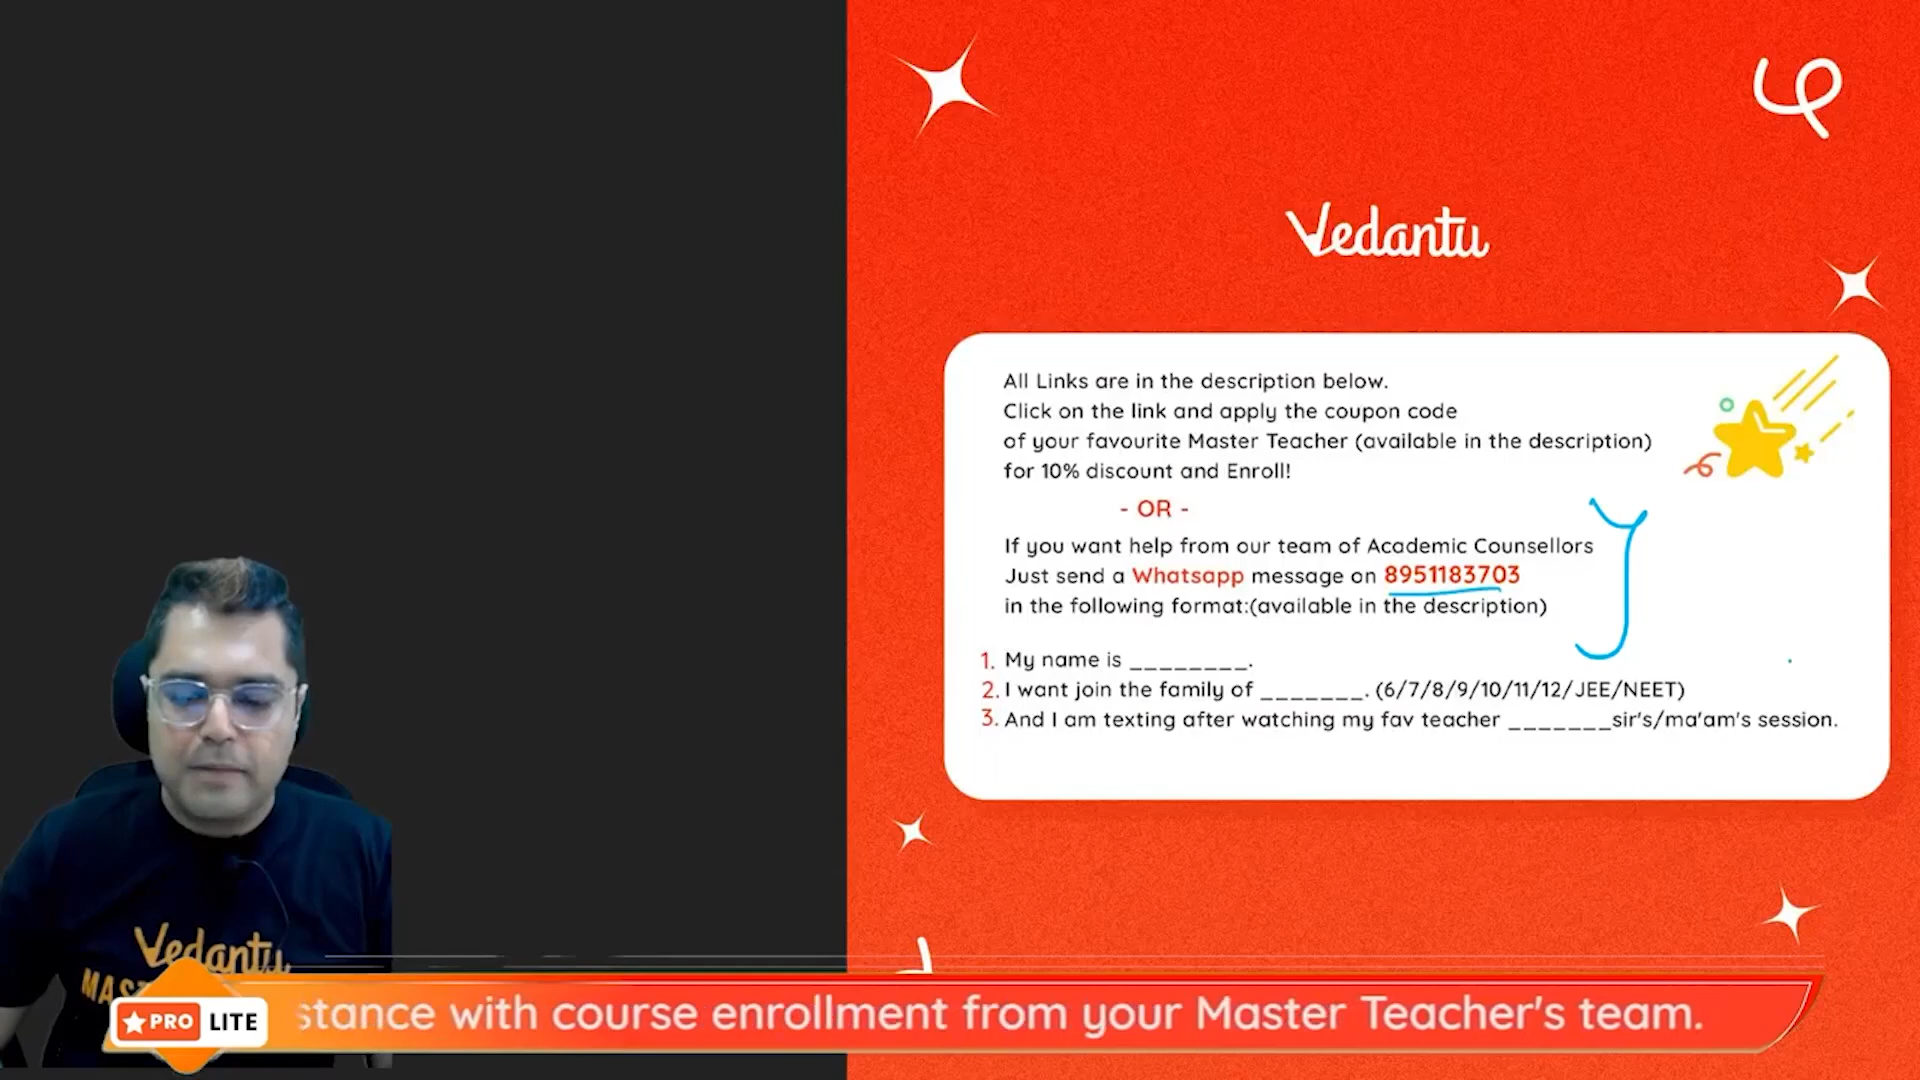 Vedantu
All Links are in the description below.
Click on the link and apply the coupon code
of your favourite Master Teacher (available in the description)
for 10% discount and Enroll!
- OR -
If you want help from our team of Academic Counsellors
Just send a Whatsapp message on 8951183703
in the following format:(available in the description)
1. My name is ________.
2. I want join the family of _______. (6/7/8/9/10/11/12/JEE/NEET)
3. And I am texting after watching my fav teacher _______sir's/ma'am's session.
Vedantu
PRO LITE
stance with course enrollment from your Master Teacher's team.